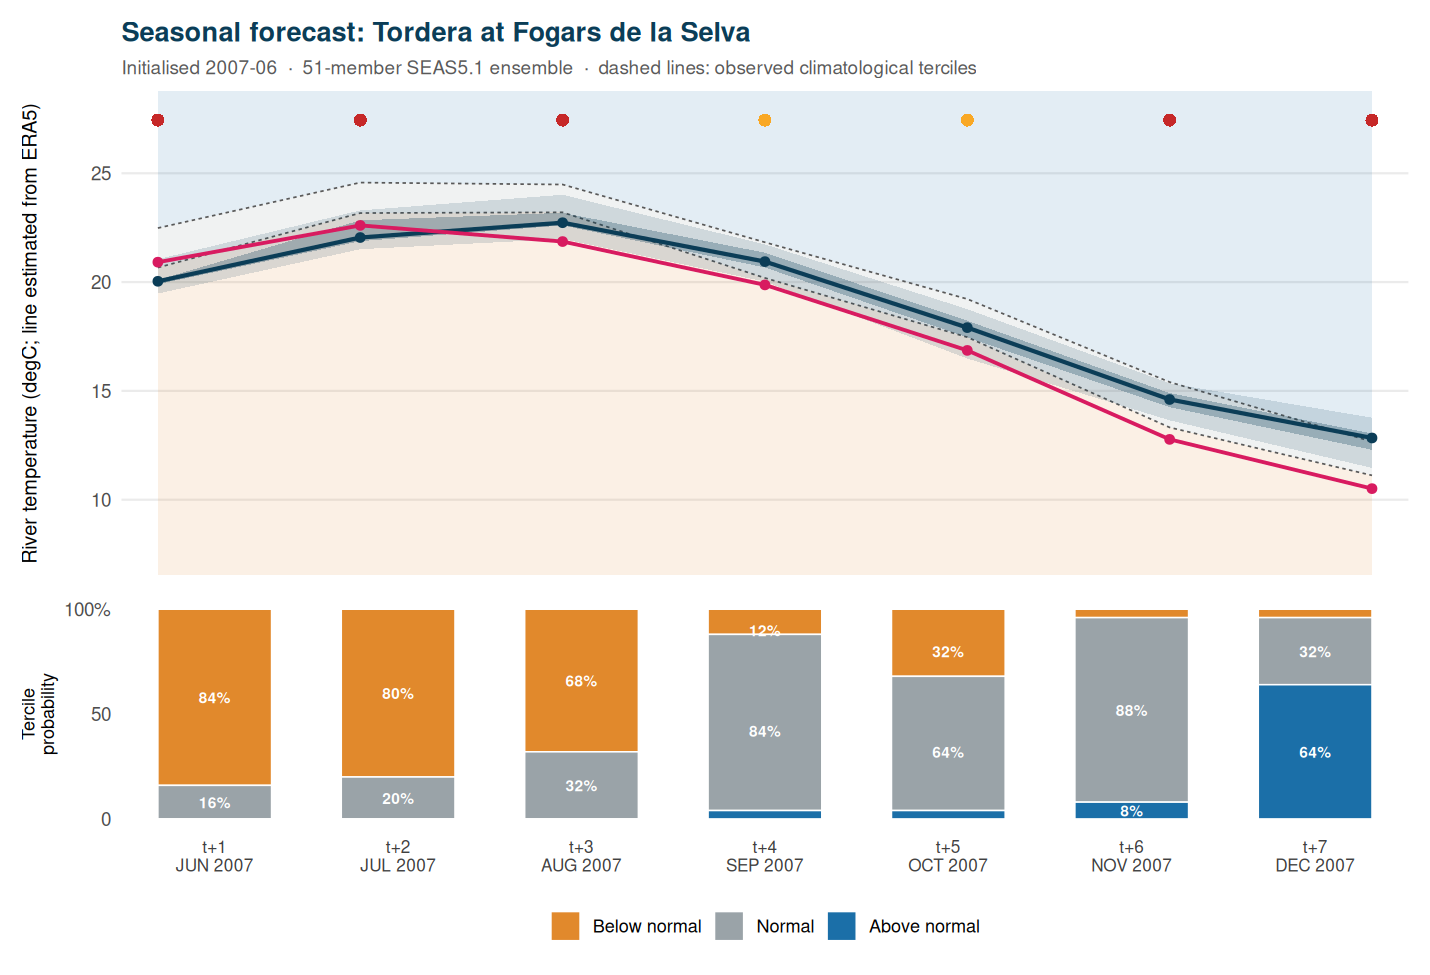 Seasonal forecast: Tordera at Fogars de la Selva
Initialised 2007-06 · 51-member SEAS5.1 ensemble · dashed lines: observed climatological terciles
River temperature (degC; line estimated from ERA5)
25
20
15
10
Tercile
probability
100%
50
0
84%
16%
80%
20%
68%
32%
12%
84%
32%
64%
88%
8%
32%
64%
t+1
JUN 2007
t+2
JUL 2007
t+3
AUG 2007
t+4
SEP 2007
t+5
OCT 2007
t+6
NOV 2007
t+7
DEC 2007
Below normal
Normal
Above normal